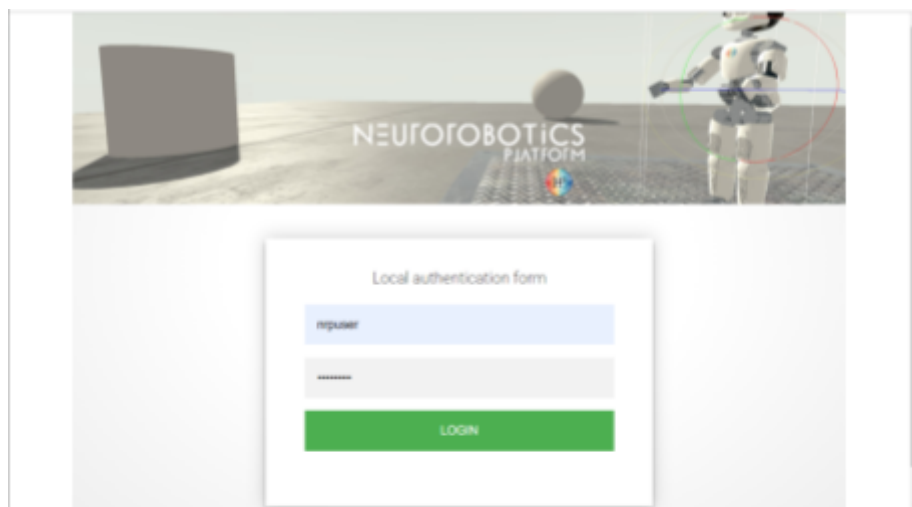 NEUROROBOTICS
PLATFORM
Local authentication form
nrpuser
LOGIN